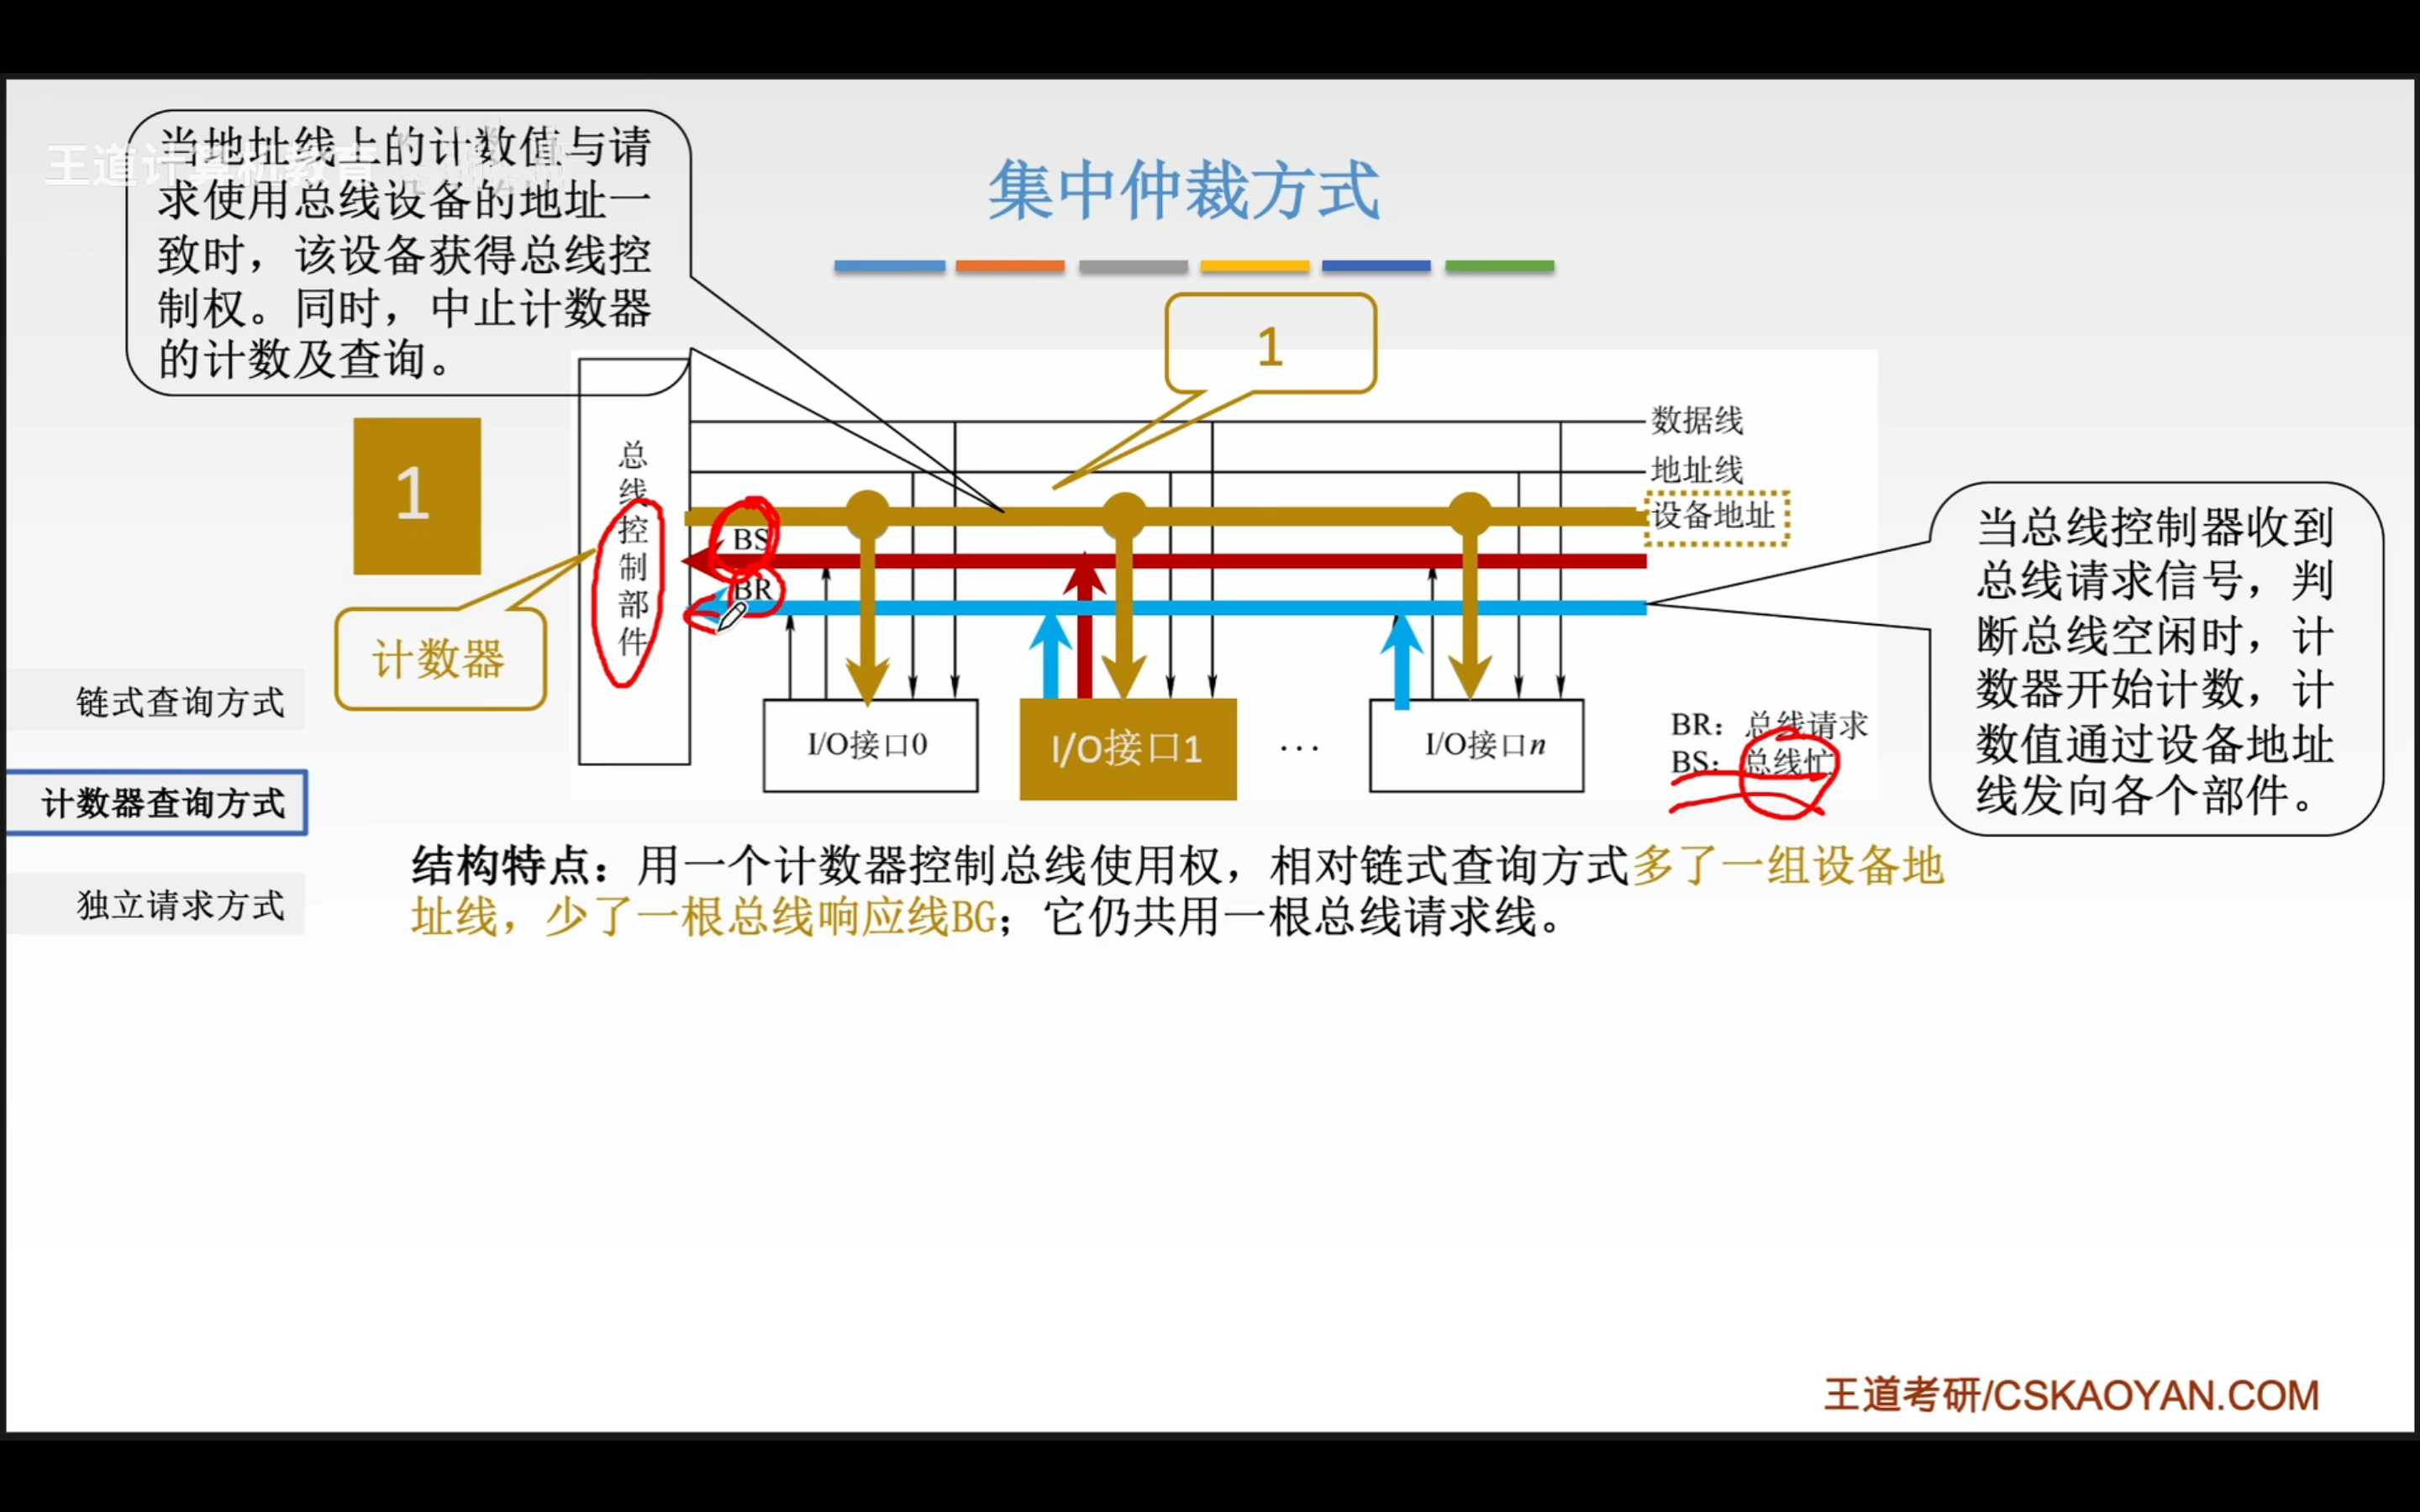 王道计算机教育
当地址线上的计数值与请
求使用总线设备的地址一
致时，该设备获得总线控
制权。同时，中止计数器
的计数及查询。
集中仲裁方式
1
1
计数器
总线控制部件
数据线
地址线
设备地址
BS
BR
I/O接口0
I/O接口1
...
I/O接口n
BR：总线请求
BS：总线忙
当总线控制器收到
总线请求信号，判
断总线空闲时，计
数器开始计数，计
数值通过设备地址
线发向各个部件。
链式查询方式
计数器查询方式
独立请求方式
结构特点：用一个计数器控制总线使用权，相对链式查询方式多了一组设备地
址线，少了一根总线响应线BG；它仍共用一根总线请求线。
王道考研/CSKAOYAN.COM